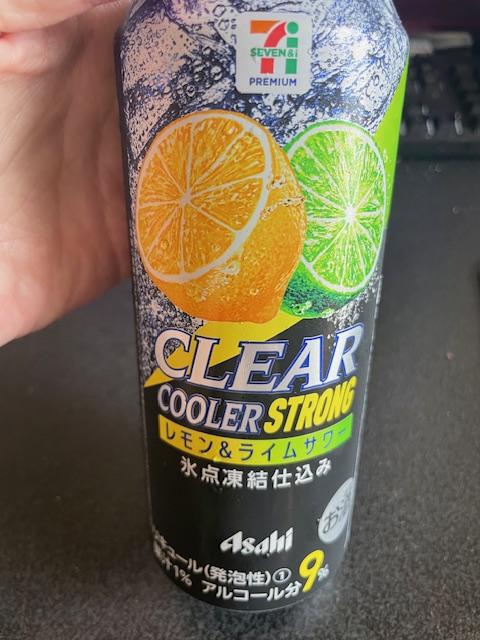 SEVEN&i
PREMIUM
CLEAR
COOLER STRONG
レモン&ライムサワー
氷点凍結仕込み
Asahi
お酒
コール(発泡性)①
果汁1% アルコール分9%